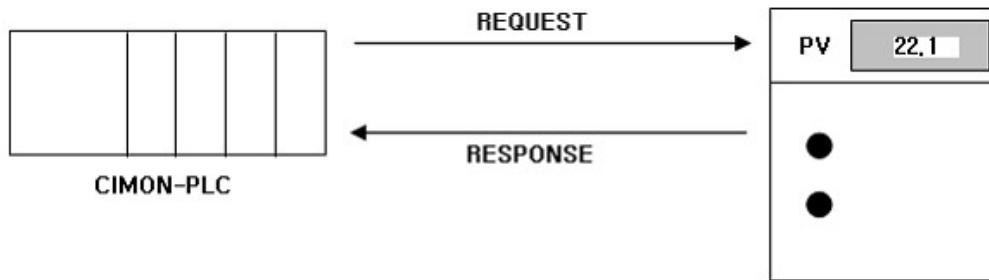 REQUEST
PV 22.1
RESPONSE
CIMON-PLC